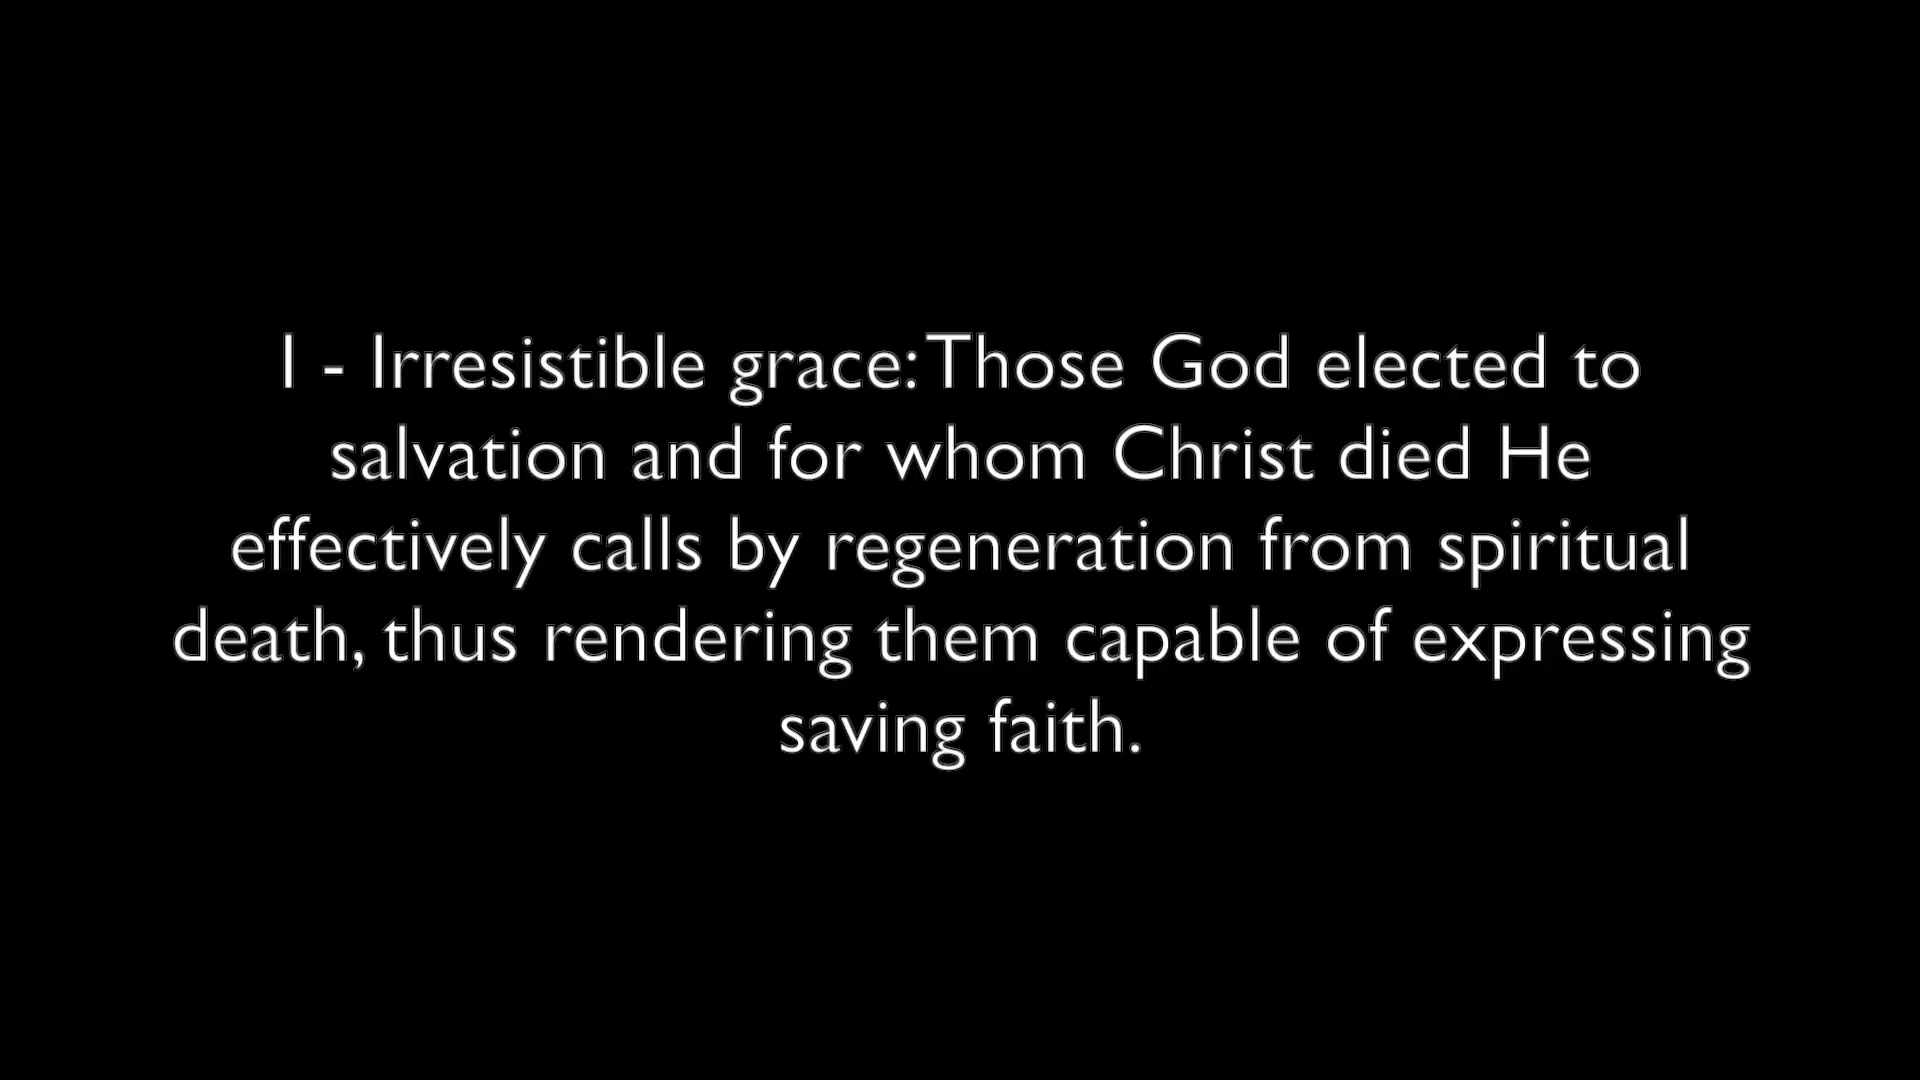 I - Irresistible grace: Those God elected to
salvation and for whom Christ died He
effectively calls by regeneration from spiritual
death, thus rendering them capable of expressing
saving faith.